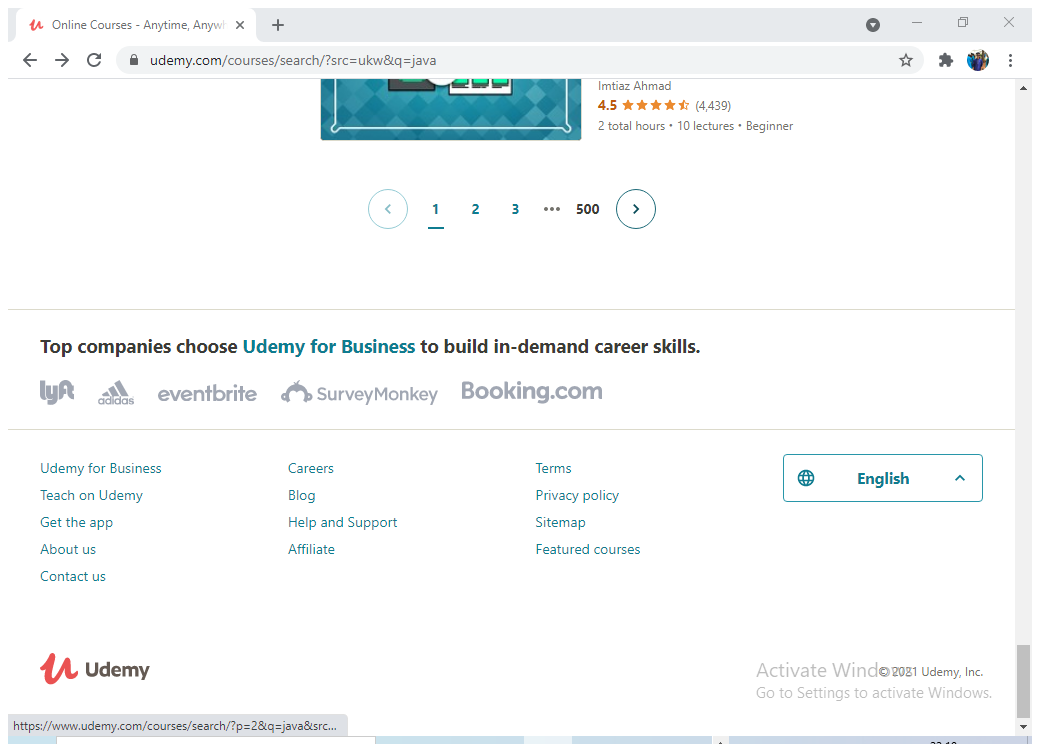 Online Courses - Anytime, Anywh
udemy.com/courses/search/?src=ukw&q=java
Imtiaz Ahmad
4.5 (4,439)
2 total hours • 10 lectures • Beginner
1 2 3 ••• 500
Top companies choose Udemy for Business to build in-demand career skills.
lyft adidas eventbrite SurveyMonkey Booking.com
Udemy for Business Careers Terms English
Teach on Udemy Blog Privacy policy
Get the app Help and Support Sitemap
About us Affiliate Featured courses
Contact us
Udemy
© 2021 Udemy, Inc.
Activate Windows
Go to Settings to activate Windows.
https://www.udemy.com/courses/search/?p=2&q=java&src...